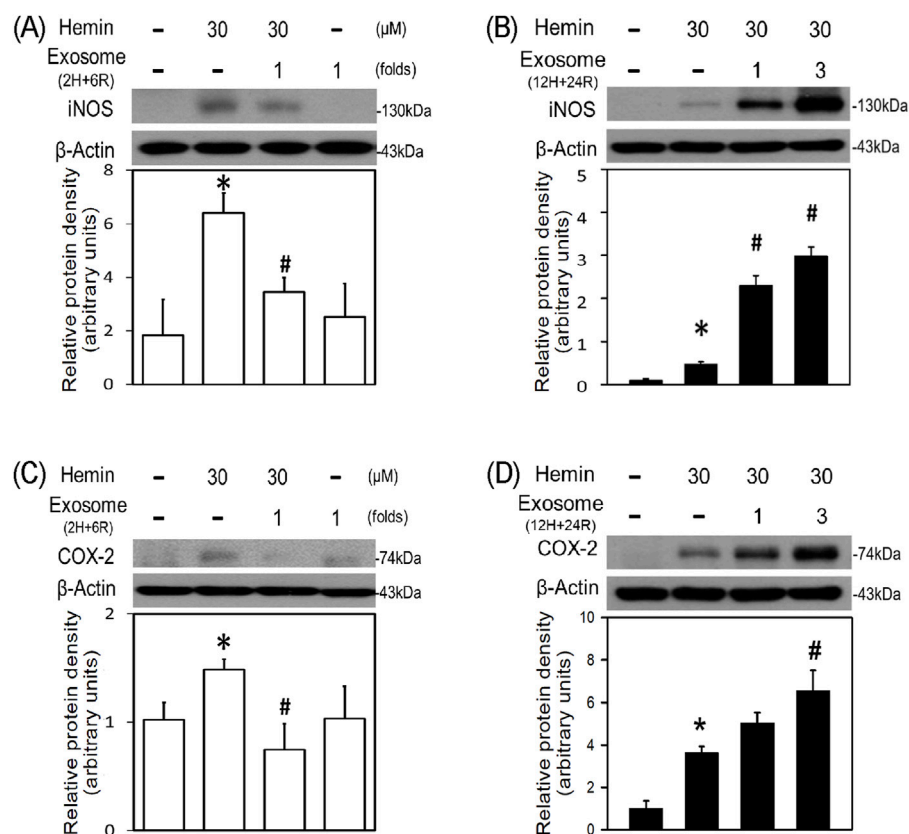 (A) Hemin - 30 30 - (μM)
Exosome - - 1 1 (folds)
(2H+6R)
iNOS -130kDa
β-Actin -43kDa
Relative protein density
(arbitrary units)
8
6
4
2
0
*
#
(B) Hemin - 30 30 30
Exosome - - 1 3
(12H+24R)
iNOS -130kDa
β-Actin -43kDa
Relative protein density
(arbitrary units)
5
4
3
2
1
0
*
#
#
(C) Hemin - 30 30 - (μM)
Exosome - - 1 1 (folds)
(2H+6R)
COX-2 -74kDa
β-Actin -43kDa
Relative protein density
(arbitrary units)
2
1
0
*
#
(D) Hemin - 30 30 30
Exosome - - 1 3
(12H+24R)
COX-2 -74kDa
β-Actin -43kDa
Relative protein density
(arbitrary units)
10
8
6
4
2
0
*
#